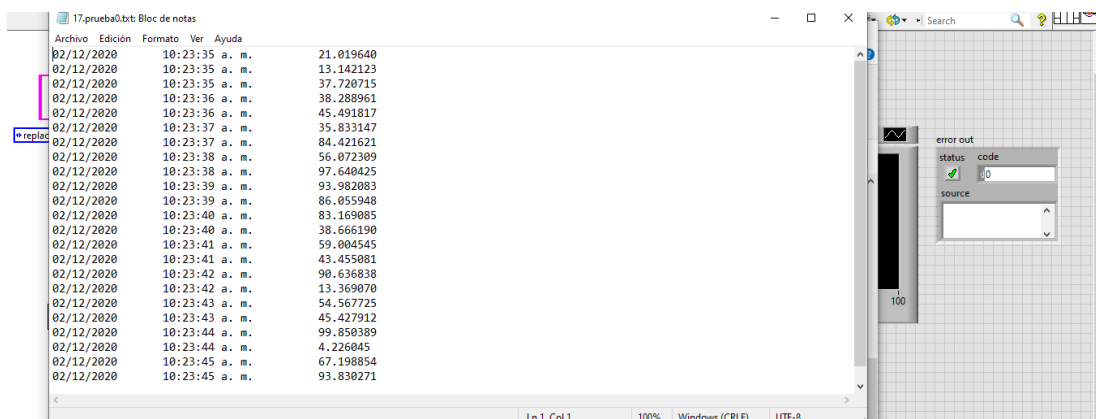 17.prueba0.txt: Bloc de notas
Archivo Edición Formato Ver Ayuda
02/12/2020 10:23:35 a. m. 21.019640
02/12/2020 10:23:35 a. m. 13.142123
02/12/2020 10:23:35 a. m. 37.720715
02/12/2020 10:23:36 a. m. 38.288961
02/12/2020 10:23:36 a. m. 45.491817
02/12/2020 10:23:37 a. m. 35.833147
02/12/2020 10:23:37 a. m. 84.421621
02/12/2020 10:23:38 a. m. 56.072309
02/12/2020 10:23:38 a. m. 97.640425
02/12/2020 10:23:39 a. m. 93.982083
02/12/2020 10:23:39 a. m. 86.055948
02/12/2020 10:23:40 a. m. 83.169085
02/12/2020 10:23:40 a. m. 38.666190
02/12/2020 10:23:41 a. m. 59.004545
02/12/2020 10:23:41 a. m. 43.455081
02/12/2020 10:23:42 a. m. 90.636838
02/12/2020 10:23:42 a. m. 13.369070
02/12/2020 10:23:43 a. m. 54.567725
02/12/2020 10:23:43 a. m. 45.427912
02/12/2020 10:23:44 a. m. 99.850389
02/12/2020 10:23:44 a. m. 4.226045
02/12/2020 10:23:45 a. m. 67.198854
02/12/2020 10:23:45 a. m. 93.830271
Ln 1, Col 1 100% Windows (CRLF) UTF-8
replac
Search
error out
status code
0
source
100